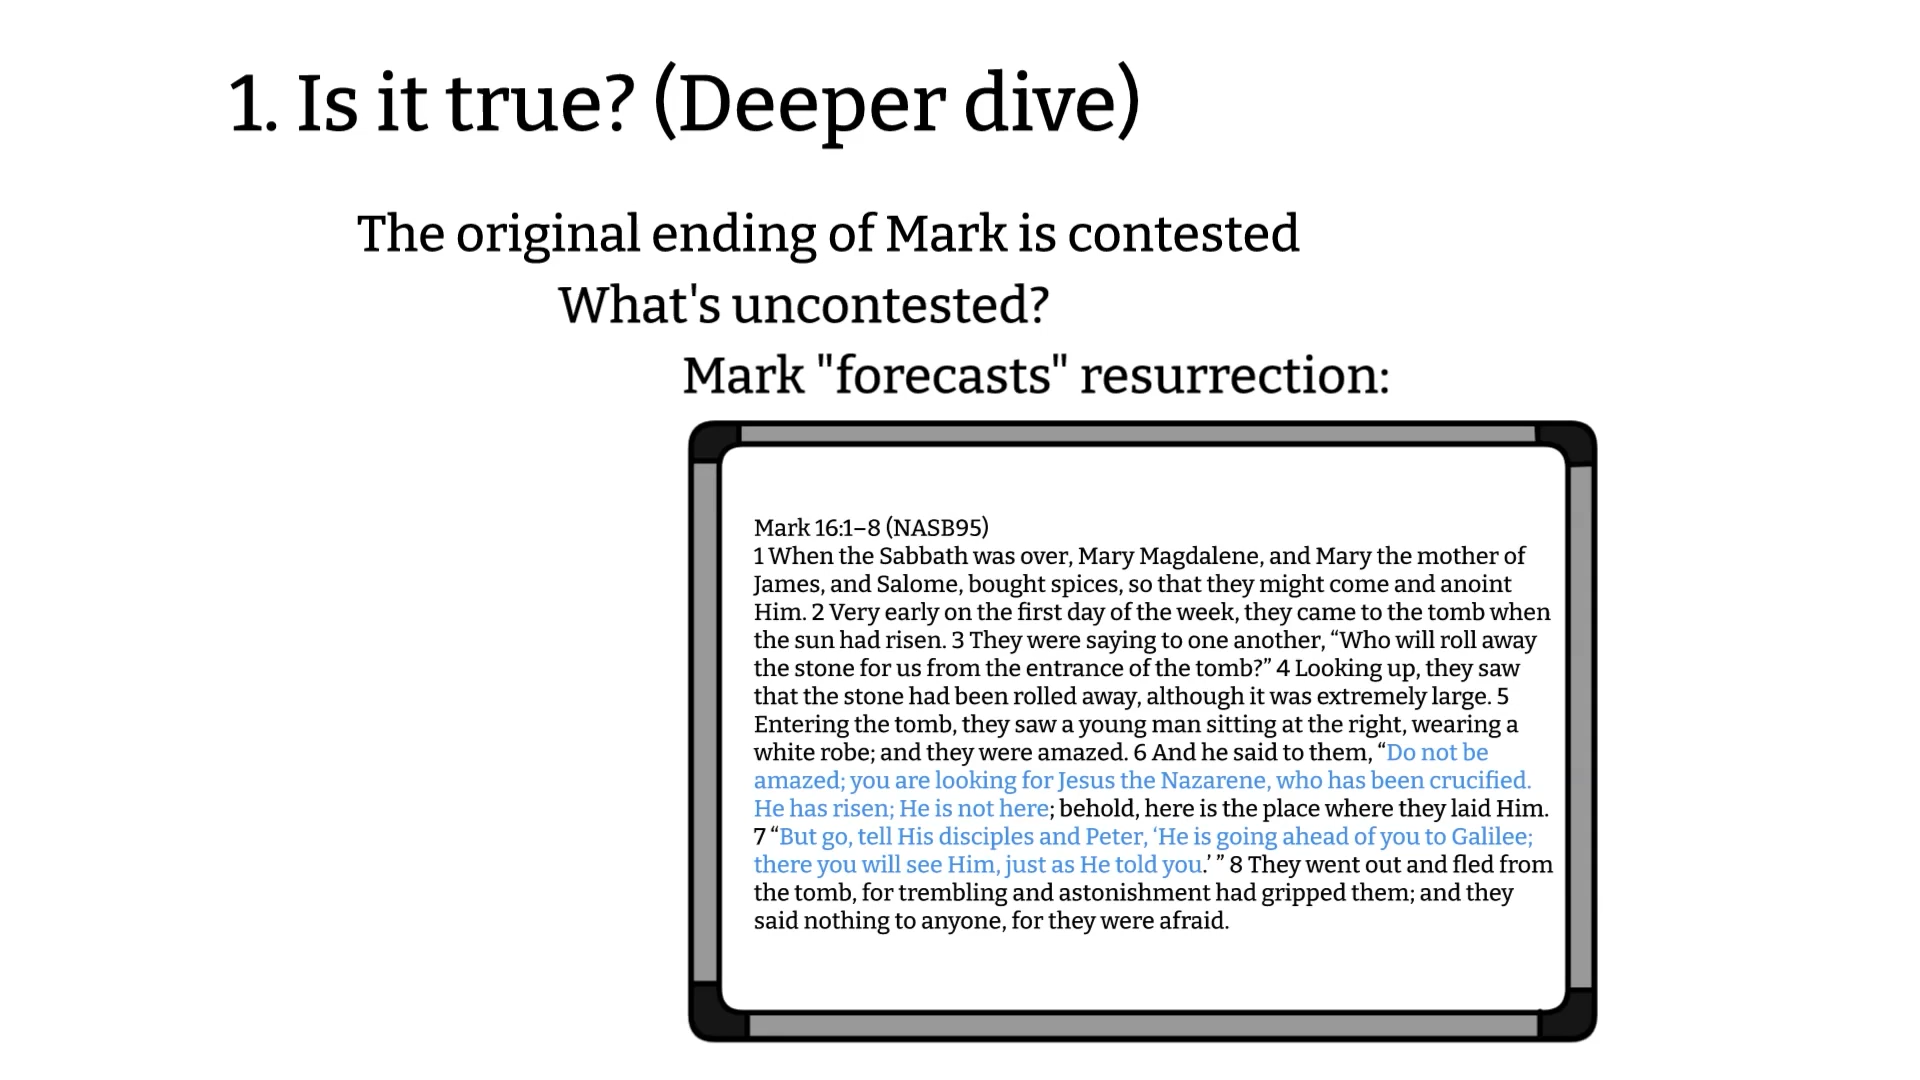 1. Is it true? (Deeper dive)
The original ending of Mark is contested
What's uncontested?
Mark "forecasts" resurrection:
Mark 16:1–8 (NASB95)
1 When the Sabbath was over, Mary Magdalene, and Mary the mother of
James, and Salome, bought spices, so that they might come and anoint
Him. 2 Very early on the first day of the week, they came to the tomb when
the sun had risen. 3 They were saying to one another, “Who will roll away
the stone for us from the entrance of the tomb?” 4 Looking up, they saw
that the stone had been rolled away, although it was extremely large. 5
Entering the tomb, they saw a young man sitting at the right, wearing a
white robe; and they were amazed. 6 And he said to them, “Do not be
amazed; you are looking for Jesus the Nazarene, who has been crucified.
He has risen; He is not here; behold, here is the place where they laid Him.
7 “But go, tell His disciples and Peter, ‘He is going ahead of you to Galilee;
there you will see Him, just as He told you.’ ” 8 They went out and fled from
the tomb, for trembling and astonishment had gripped them; and they
said nothing to anyone, for they were afraid.